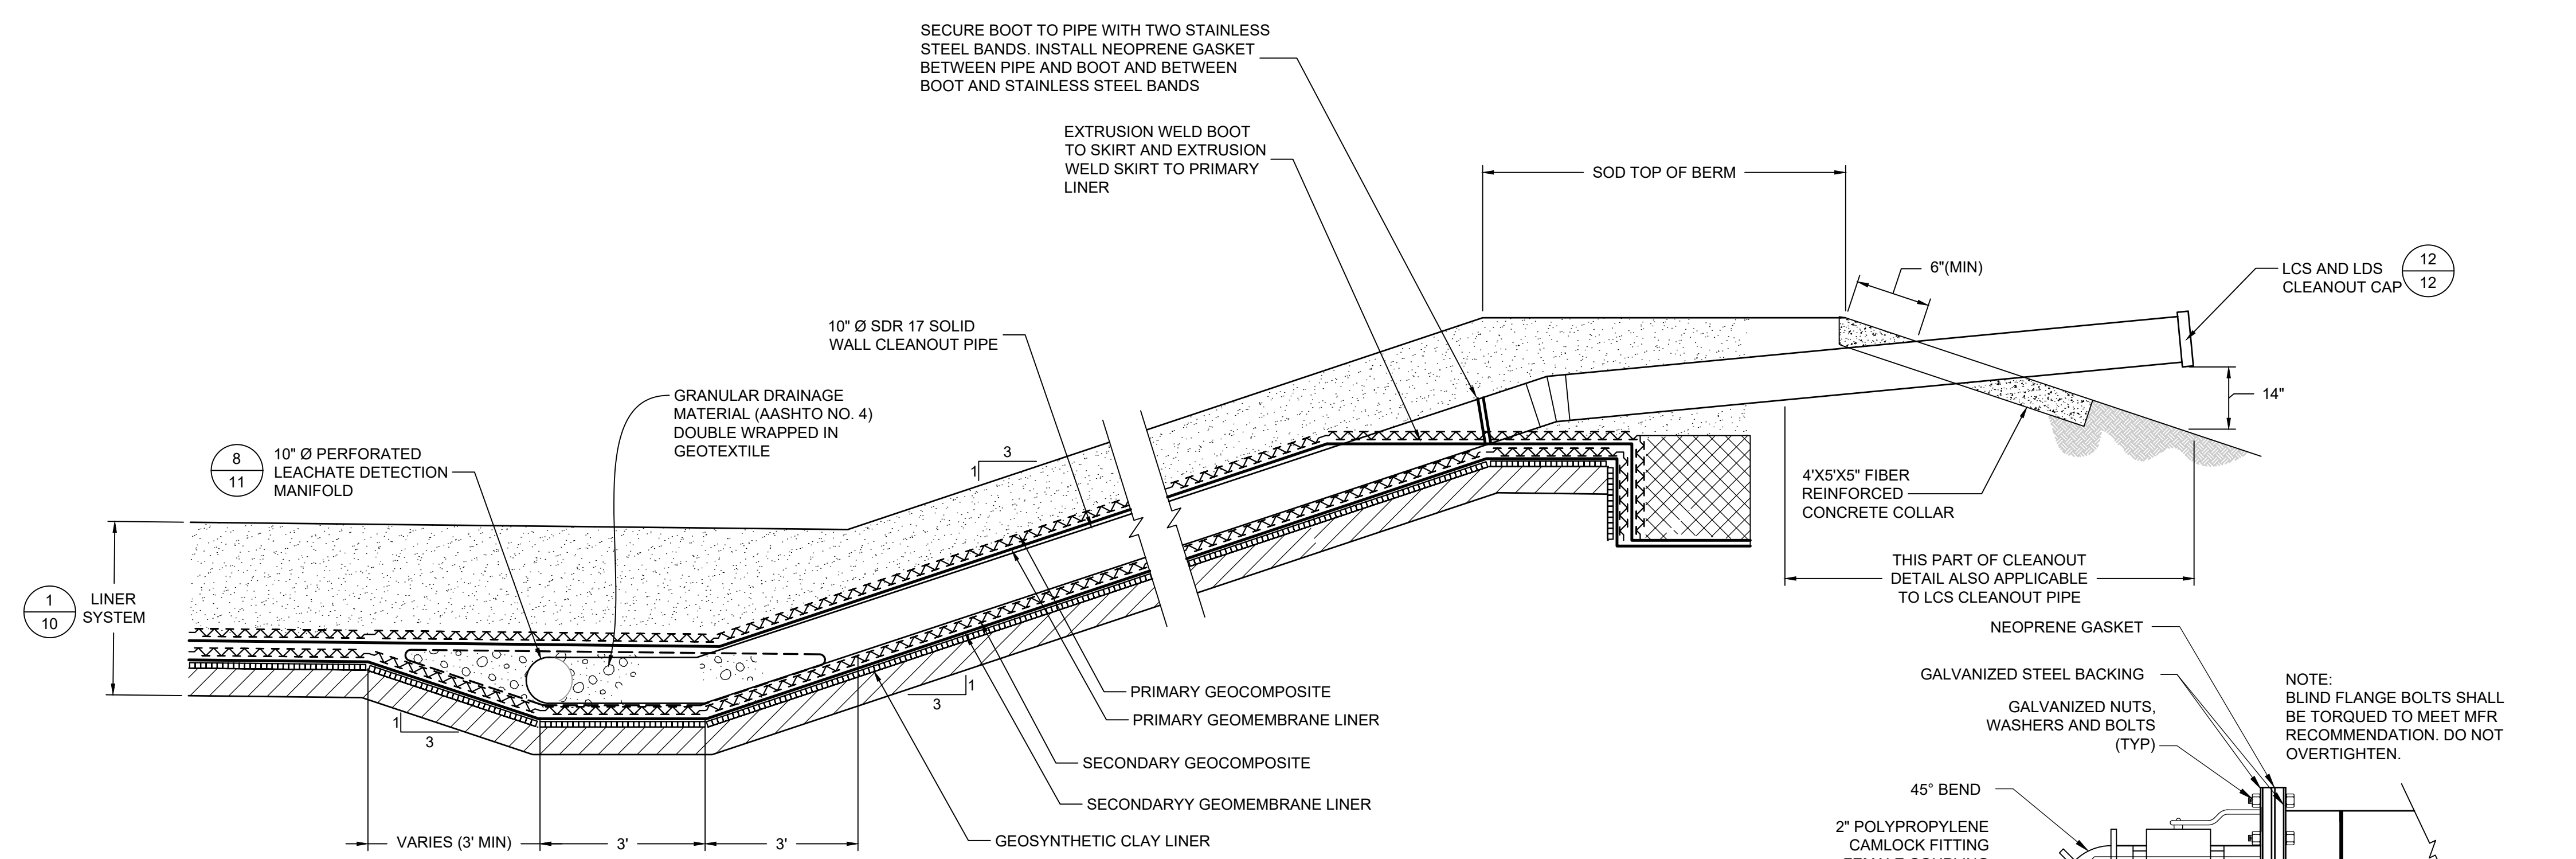 SECURE BOOT TO PIPE WITH TWO STAINLESS
STEEL BANDS. INSTALL NEOPRENE GASKET
BETWEEN PIPE AND BOOT AND BETWEEN
BOOT AND STAINLESS STEEL BANDS
EXTRUSION WELD BOOT
TO SKIRT AND EXTRUSION
WELD SKIRT TO PRIMARY
LINER
SOD TOP OF BERM
6"(MIN)
LCS AND LDS
CLEANOUT CAP
12
12
10" Ø SDR 17 SOLID
WALL CLEANOUT PIPE
GRANULAR DRAINAGE
MATERIAL (AASHTO NO. 4)
DOUBLE WRAPPED IN
GEOTEXTILE
14"
8
11
10" Ø PERFORATED
LEACHATE DETECTION
MANIFOLD
3
1
4'X5'X5" FIBER
REINFORCED
CONCRETE COLLAR
THIS PART OF CLEANOUT
DETAIL ALSO APPLICABLE
TO LCS CLEANOUT PIPE
1
10
LINER
SYSTEM
NEOPRENE GASKET
GALVANIZED STEEL BACKING
GALVANIZED NUTS,
WASHERS AND BOLTS
(TYP)
NOTE:
BLIND FLANGE BOLTS SHALL
BE TORQUED TO MEET MFR
RECOMMENDATION. DO NOT
OVERTIGHTEN.
1
3
1
3
PRIMARY GEOCOMPOSITE
PRIMARY GEOMEMBRANE LINER
SECONDARY GEOCOMPOSITE
SECONDARYY GEOMEMBRANE LINER
GEOSYNTHETIC CLAY LINER
VARIES (3' MIN)
3'
3'
45° BEND
2" POLYPROPYLENE
CAMLOCK FITTING